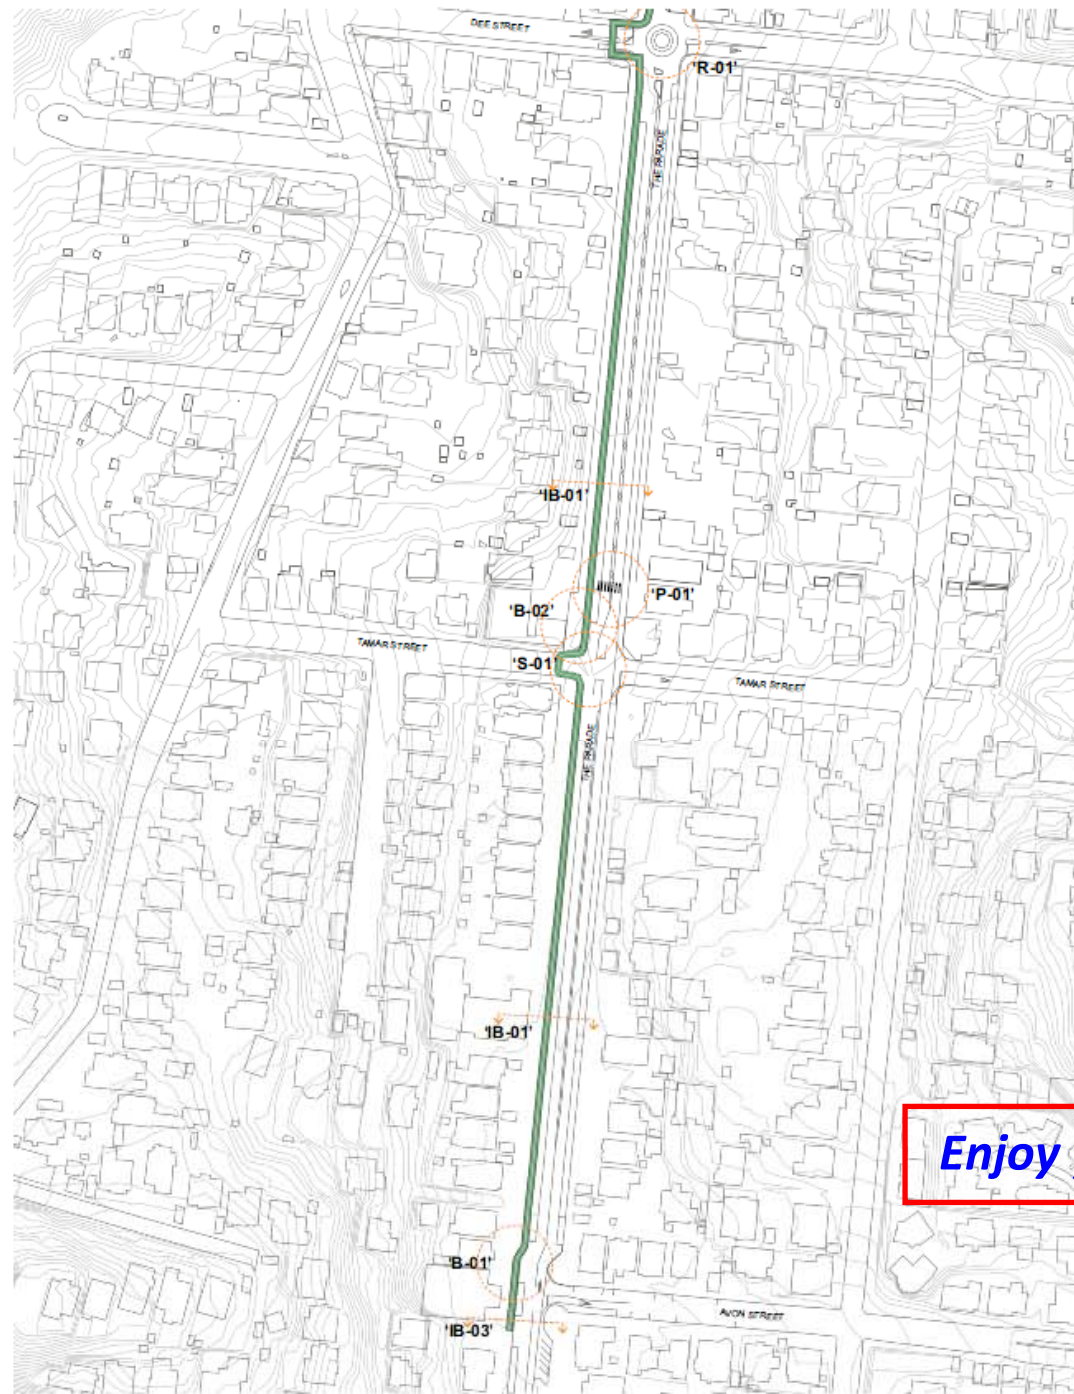 DEE STREET
'R-01'
THE PARADE
'IB-01'
'P-01'
'B-02'
TAMAR STREET
'S-01'
TAMAR STREET
THE PARADE
'IB-01'
Enjoy
'B-01'
AVON STREET
'IB-03'